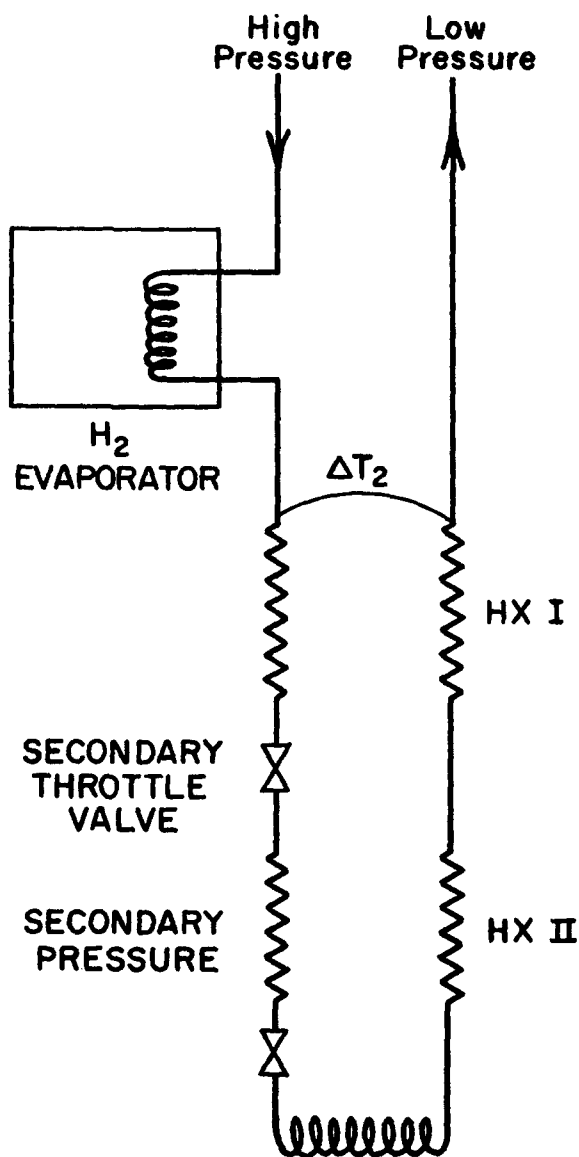 High
Pressure
Low
Pressure
H₂
EVAPORATOR
ΔT₂
HX I
SECONDARY
THROTTLE
VALVE
SECONDARY
PRESSURE
HX II